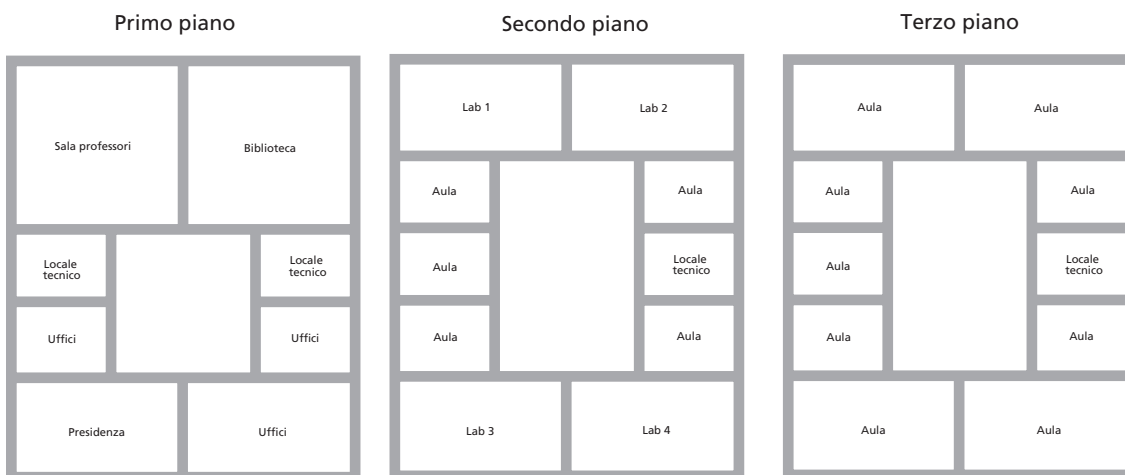 Primo piano
Secondo piano
Terzo piano
Sala professori
Biblioteca
Locale
tecnico
Locale
tecnico
Uffici
Uffici
Presidenza
Uffici
Lab 1
Lab 2
Aula
Aula
Aula
Locale
tecnico
Aula
Aula
Lab 3
Lab 4
Aula
Aula
Aula
Aula
Aula
Locale
tecnico
Aula
Aula
Aula
Aula